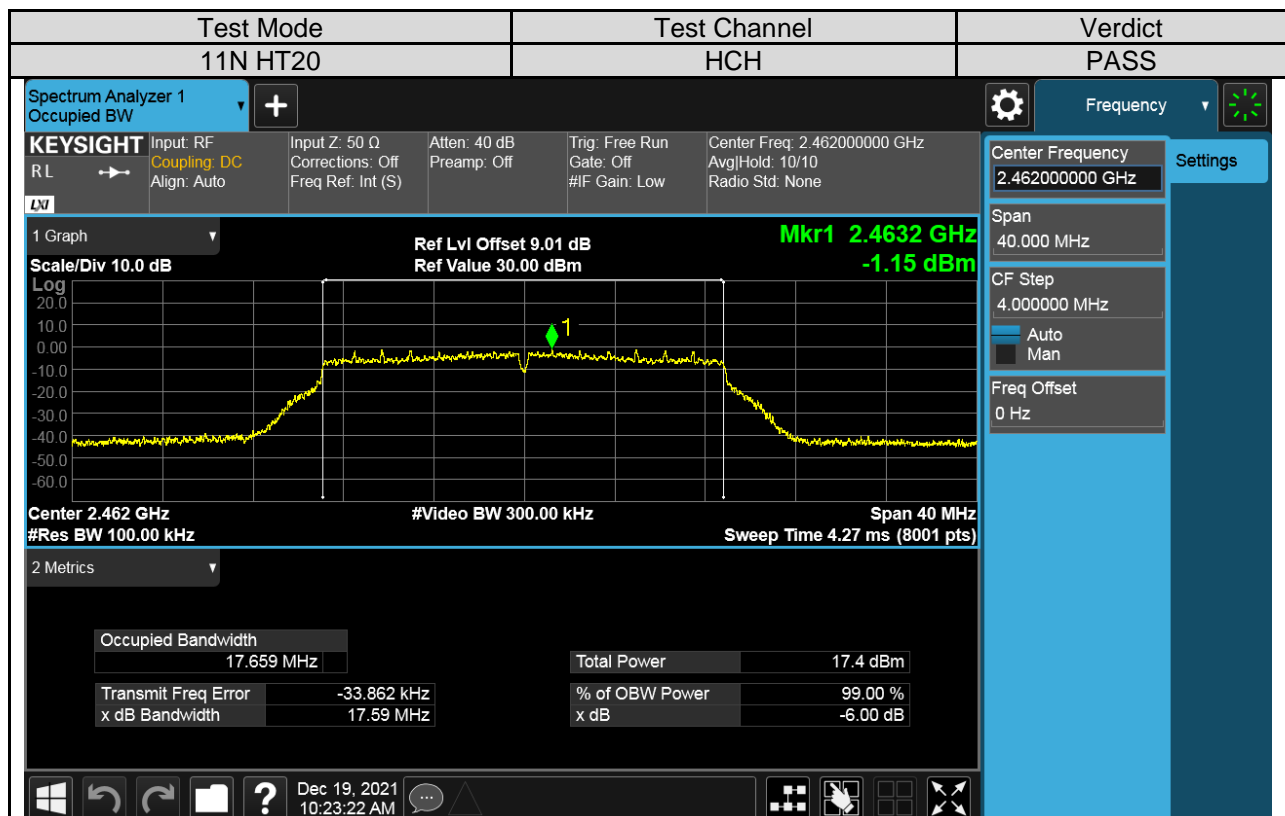 Test Mode Test Channel Verdict
11N HT20 HCH PASS
Spectrum Analyzer 1
Occupied BW
+
Frequency
KEYSIGHT Input: RF Input Z: 50 Ω Atten: 40 dB Trig: Free Run Center Freq: 2.462000000 GHz
RL Coupling: DC Corrections: Off Preamp: Off Gate: Off Avg|Hold: 10/10
Align: Auto Freq Ref: Int (S) #IF Gain: Low Radio Std: None
LXI
Center Frequency
2.462000000 GHz
Settings
Span
40.000 MHz
CF Step
4.000000 MHz
Auto
Man
Freq Offset
0 Hz
1 Graph Ref Lvl Offset 9.01 dB Mkr1 2.4632 GHz
Scale/Div 10.0 dB Ref Value 30.00 dBm -1.15 dBm
Log
20.0
10.0
0.00
-10.0
-20.0
-30.0
-40.0
-50.0
-60.0
1
Center 2.462 GHz #Video BW 300.00 kHz Span 40 MHz
#Res BW 100.00 kHz Sweep Time 4.27 ms (8001 pts)
2 Metrics
Occupied Bandwidth
17.659 MHz Total Power 17.4 dBm
Transmit Freq Error -33.862 kHz % of OBW Power 99.00 %
x dB Bandwidth 17.59 MHz x dB -6.00 dB
? Dec 19, 2021
10:23:22 AM